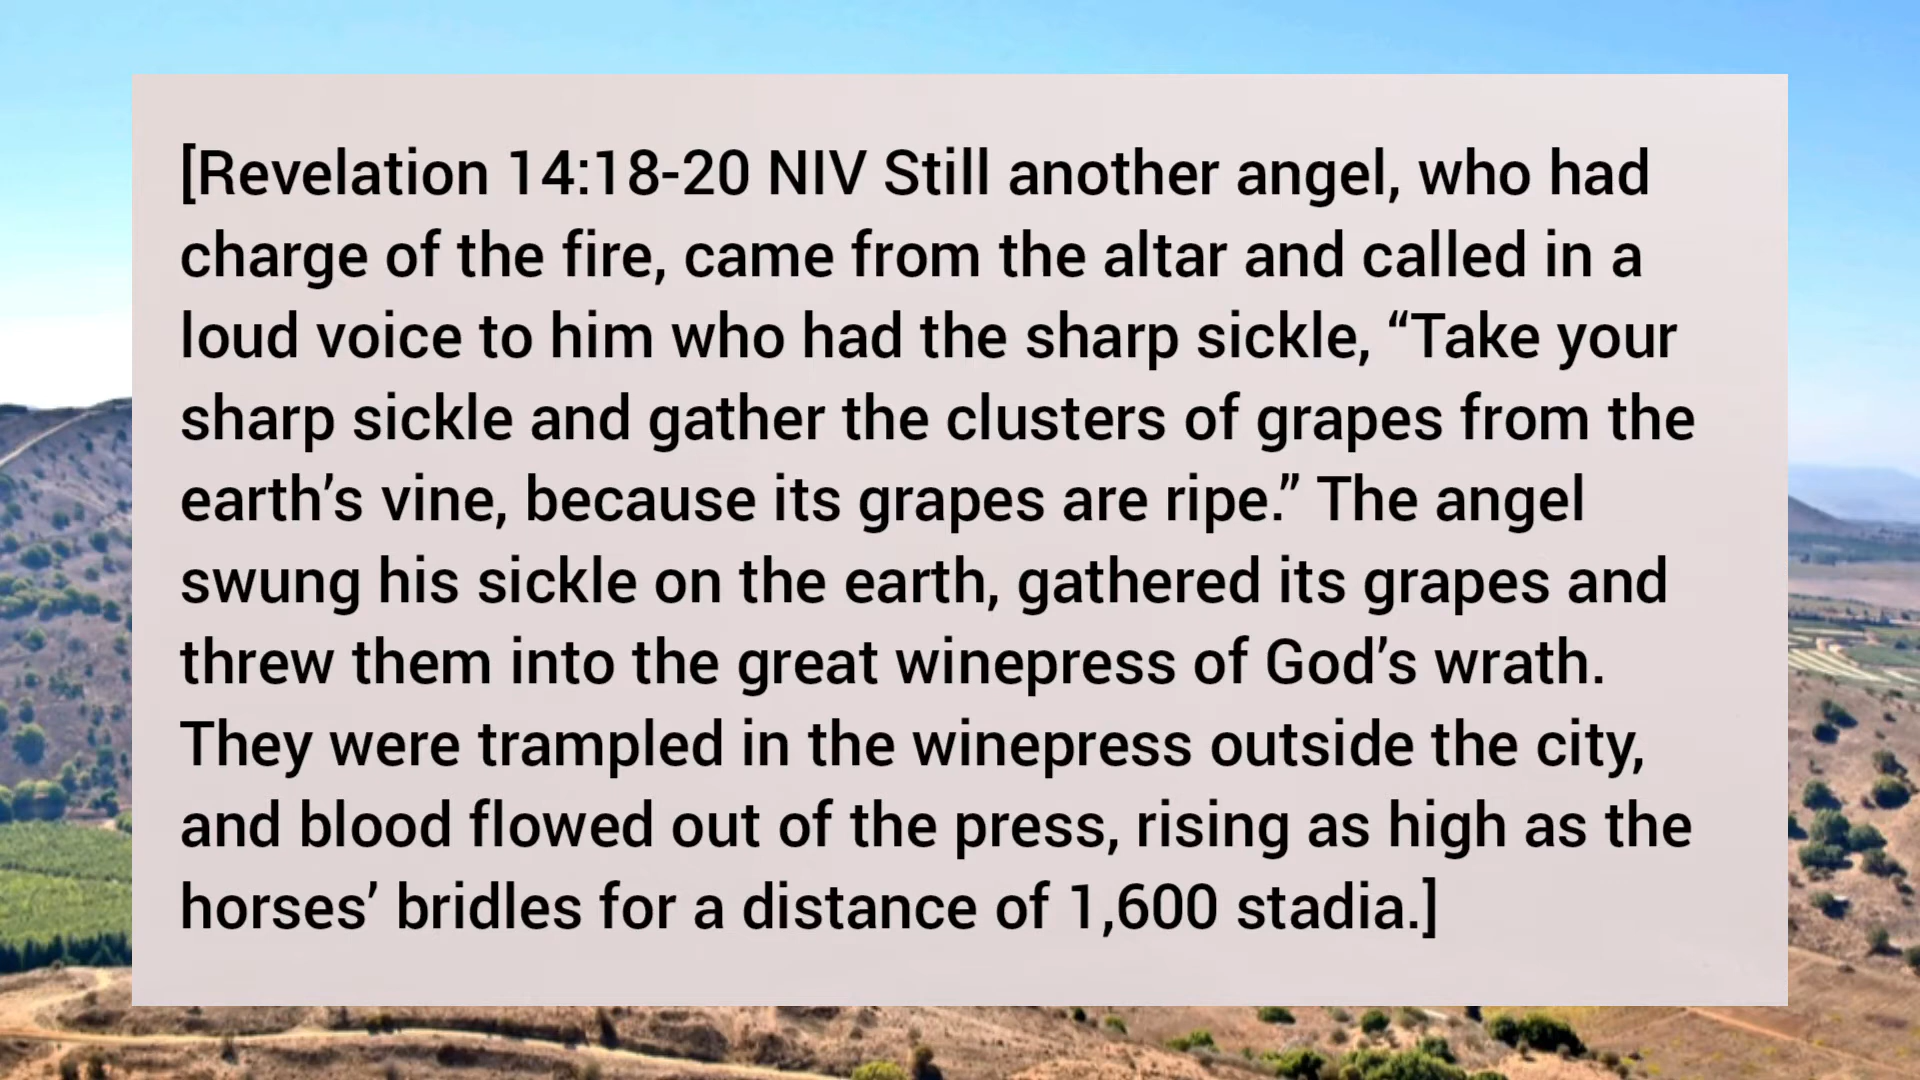 [Revelation 14:18-20 NIV Still another angel, who had
charge of the fire, came from the altar and called in a
loud voice to him who had the sharp sickle, “Take your
sharp sickle and gather the clusters of grapes from the
earth’s vine, because its grapes are ripe.” The angel
swung his sickle on the earth, gathered its grapes and
threw them into the great winepress of God’s wrath.
They were trampled in the winepress outside the city,
and blood flowed out of the press, rising as high as the
horses’ bridles for a distance of 1,600 stadia.]